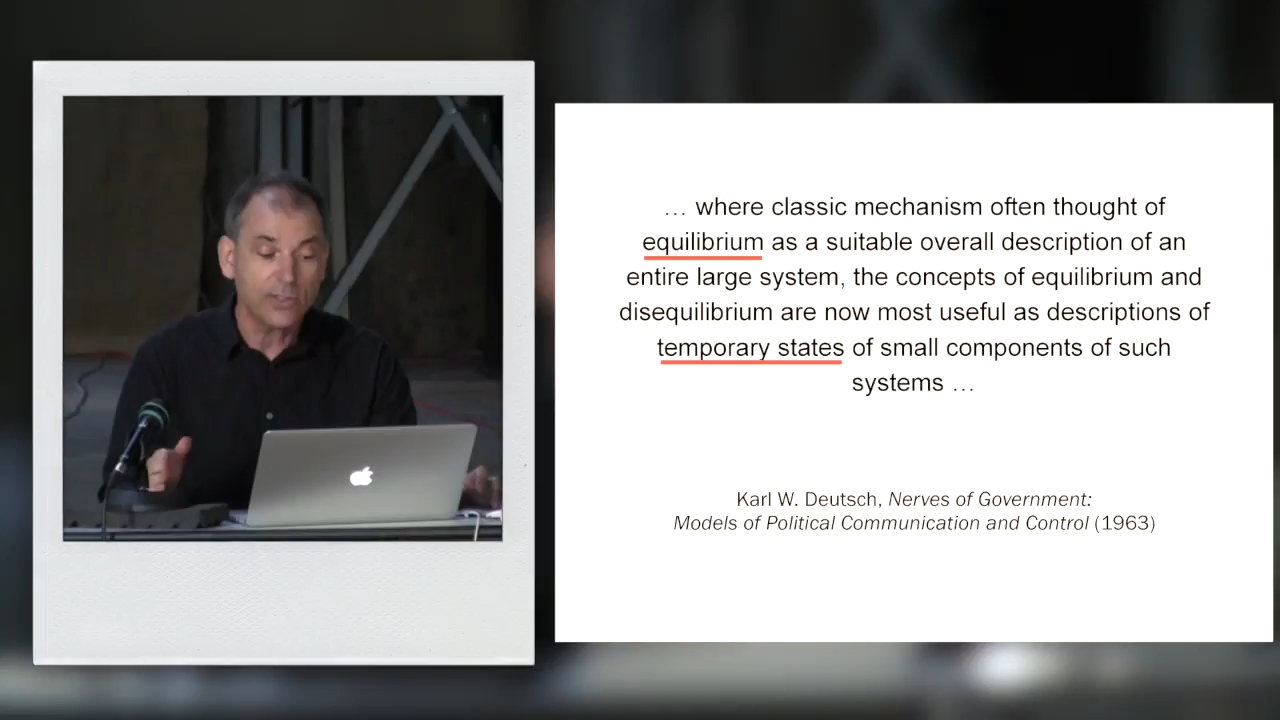 … where classic mechanism often thought of
equilibrium as a suitable overall description of an
entire large system, the concepts of equilibrium and
disequilibrium are now most useful as descriptions of
temporary states of small components of such
systems …
Karl W. Deutsch, Nerves of Government:
Models of Political Communication and Control (1963)